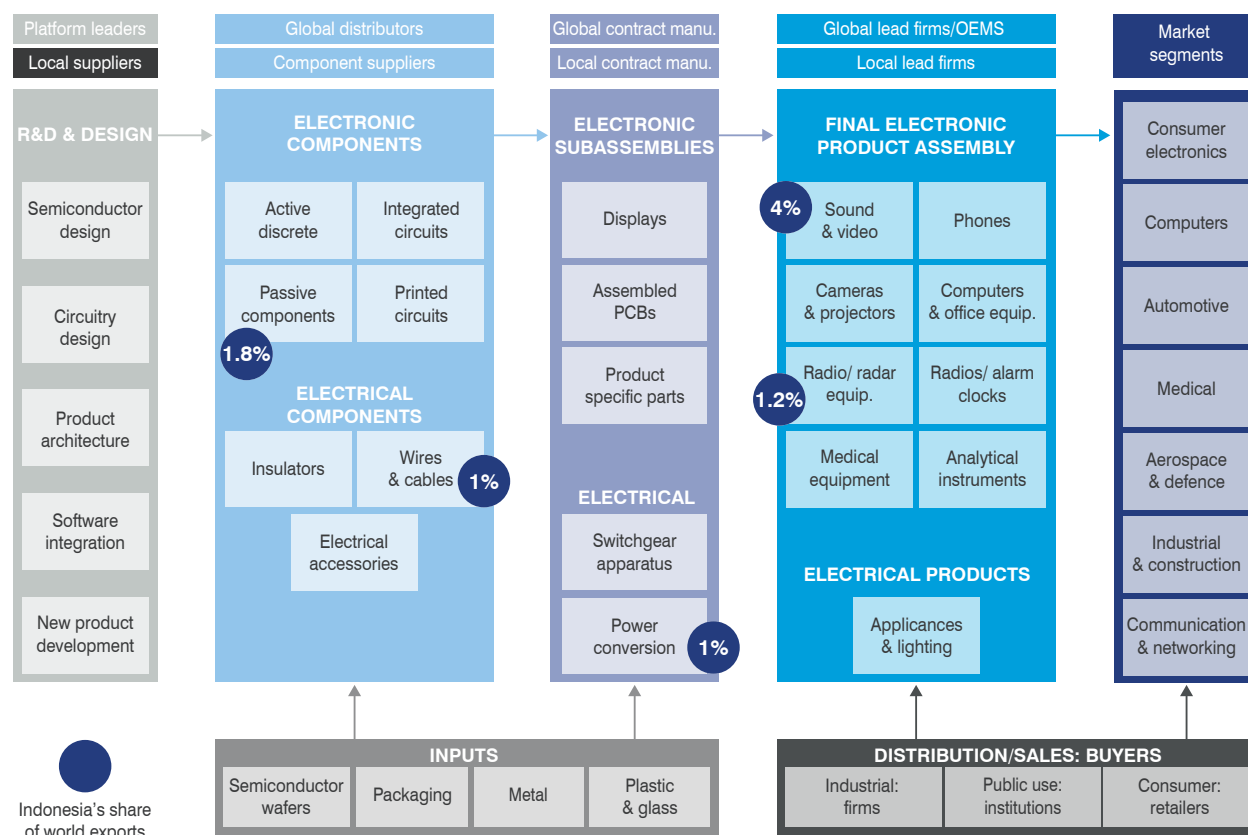 Platform leaders
Local suppliers
Global distributors
Component suppliers
Global contract manu.
Local contract manu.
Global lead firms/OEMS
Local lead firms
Market
segments
R&D & DESIGN
Semiconductor
design
Circuitry
design
Product
architecture
Software
integration
New product
development
ELECTRONIC
COMPONENTS
Active
discrete
Integrated
circuits
Passive
components
1.8%
Printed
circuits
ELECTRICAL
COMPONENTS
Insulators
Wires
& cables
1%
Electrical
accessories
ELECTRONIC
SUBASSEMBLIES
Displays
Assembled
PCBs
Product
specific parts
ELECTRICAL
Switchgear
apparatus
Power
conversion
1%
FINAL ELECTRONIC
PRODUCT ASSEMBLY
4%
Sound
& video
Phones
Cameras
& projectors
Computers
& office equip.
1.2%
Radio/ radar
equip.
Radios/ alarm
clocks
Medical
equipment
Analytical
instruments
ELECTRICAL PRODUCTS
Applicances
& lighting
Consumer
electronics
Computers
Automotive
Medical
Aerospace
& defence
Industrial
& construction
Communication
& networking
Indonesia's share
of world exports
INPUTS
Semiconductor
wafers
Packaging
Metal
Plastic
& glass
DISTRIBUTION/SALES: BUYERS
Industrial:
firms
Public use:
institutions
Consumer:
retailers